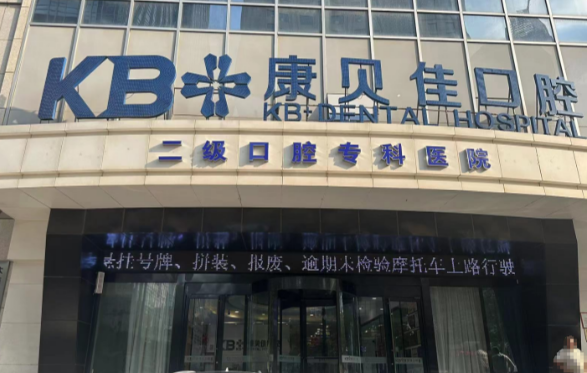 KB 康贝佳口腔
KB DENTAL HOSPITAL
二级口腔专科医院
挂号牌、拼装、报废、逾期未检验摩托车上路行驶